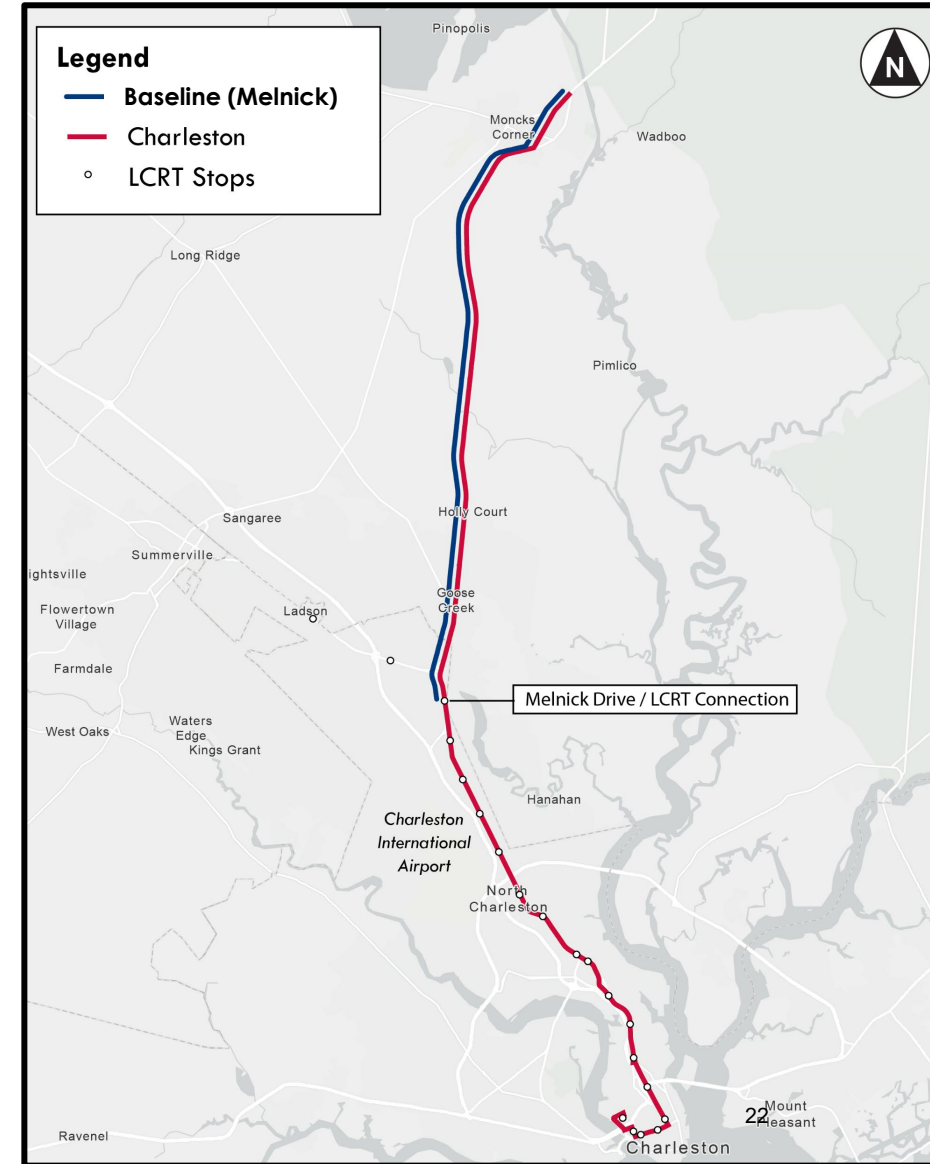 Pinopolis
Legend
N
Baseline (Melnick)
Charleston
LCRT Stops
Moncks
Corner
Wadboo
Long Ridge
Pimlico
Holly Court
Sangaree
Summerville
ightsville
Goose
Creek
Flowertown
Village
Ladson
Farmdale
Melnick Drive / LCRT Connection
West Oaks
Waters
Edge
Kings Grant
Hanahan
Charleston
International
Airport
North
Charleston
22
Mount
Pleasant
Ravenel
Charleston